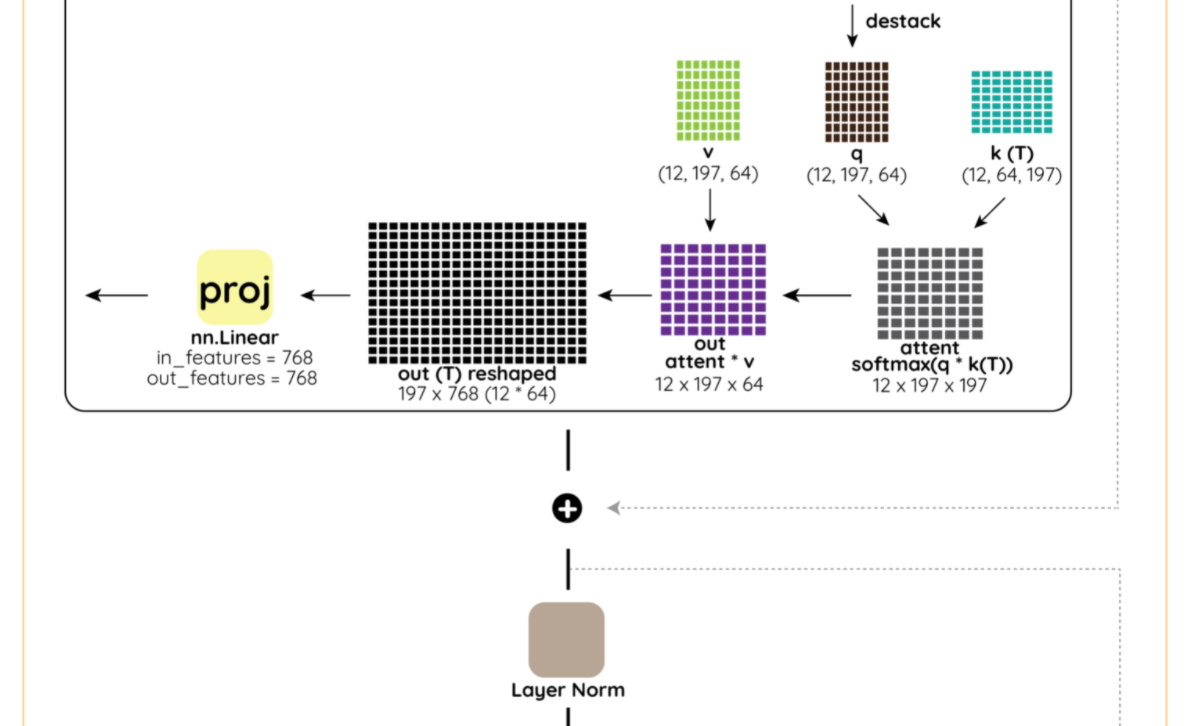 destack
v
(12, 197, 64)
q
(12, 197, 64)
k (T)
(12, 64, 197)
proj
nn.Linear
in_features = 768
out_features = 768
out (T) reshaped
197 x 768 (12 * 64)
out
attent * v
12 x 197 x 64
attent
softmax(q * k(T))
12 x 197 x 197
Layer Norm